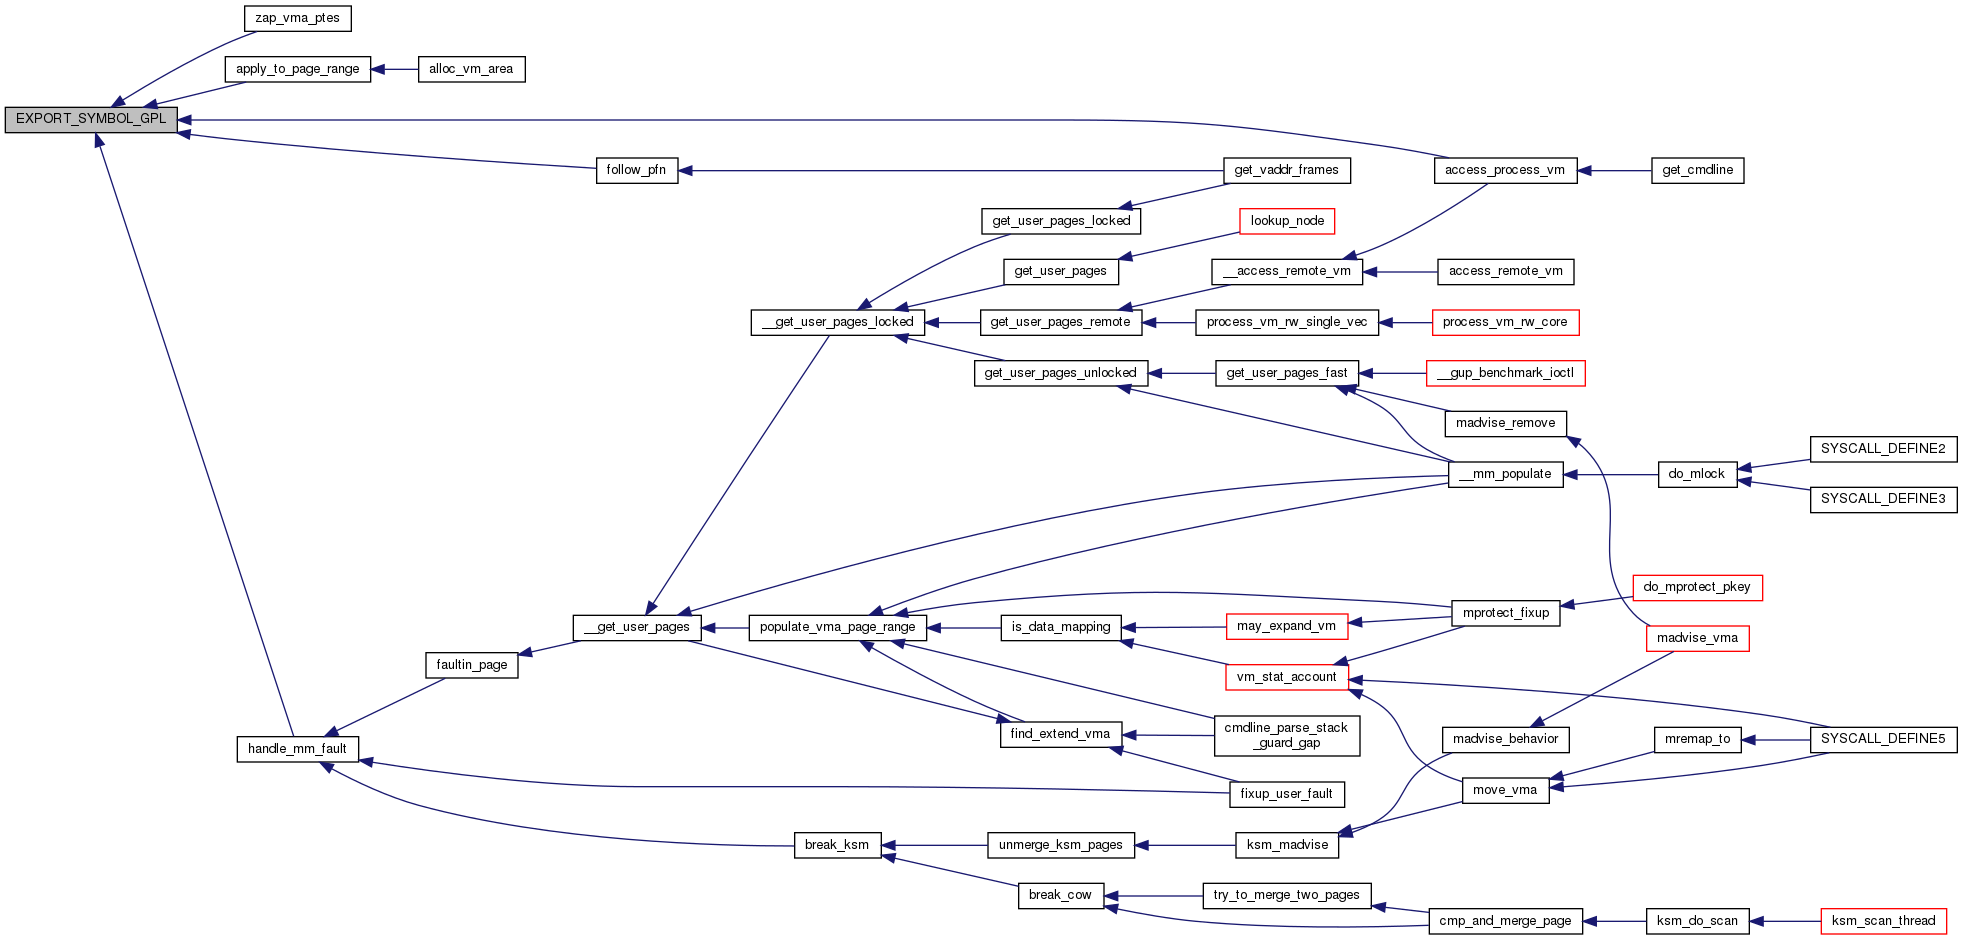 zap_vma_ptes
apply_to_page_range
alloc_vm_area
EXPORT_SYMBOL_GPL
follow_pfn
get_vaddr_frames
access_process_vm
get_cmdline
get_user_pages_locked
lookup_node
get_user_pages
__access_remote_vm
access_remote_vm
__get_user_pages_locked
get_user_pages_remote
process_vm_rw_single_vec
process_vm_rw_core
get_user_pages_unlocked
get_user_pages_fast
__gup_benchmark_ioctl
madvise_remove
SYSCALL_DEFINE2
__mm_populate
do_mlock
SYSCALL_DEFINE3
do_mprotect_pkey
mprotect_fixup
__get_user_pages
populate_vma_page_range
is_data_mapping
may_expand_vm
madvise_vma
faultin_page
vm_stat_account
find_extend_vma
cmdline_parse_stack
_guard_gap
handle_mm_fault
madvise_behavior
mremap_to
SYSCALL_DEFINE5
fixup_user_fault
move_vma
break_ksm
unmerge_ksm_pages
ksm_madvise
break_cow
try_to_merge_two_pages
cmp_and_merge_page
ksm_do_scan
ksm_scan_thread